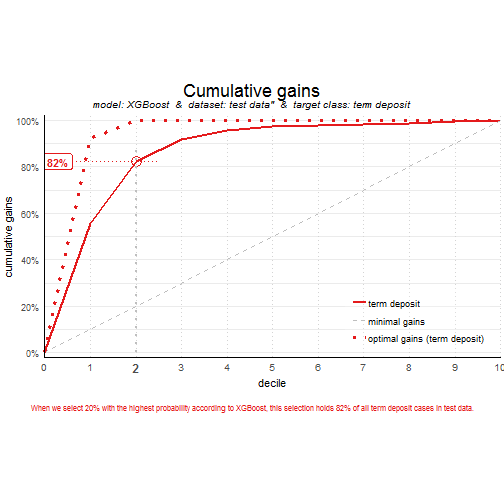 Cumulative gains
model: XGBoost & dataset: test data" & target class: term deposit
100%
80%
60%
40%
20%
0%
cumulative gains
82%
term deposit
minimal gains
optimal gains (term deposit)
0 1 2 3 4 5 6 7 8 9 10
decile
When we select 20% with the highest probability according to XGBoost, this selection holds 82% of all term deposit cases in test data.